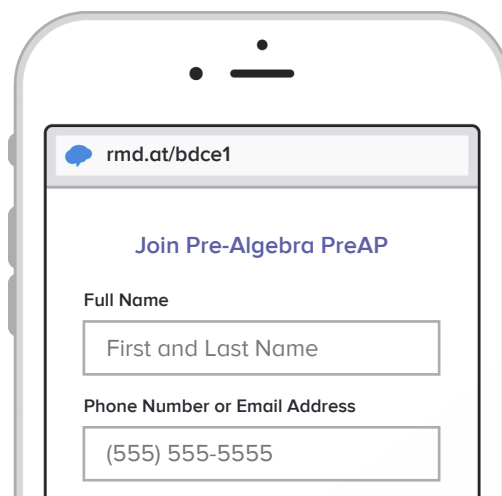 rmd.at/bdce1
Join Pre-Algebra PreAP
Full Name
First and Last Name
Phone Number or Email Address
(555) 555-5555